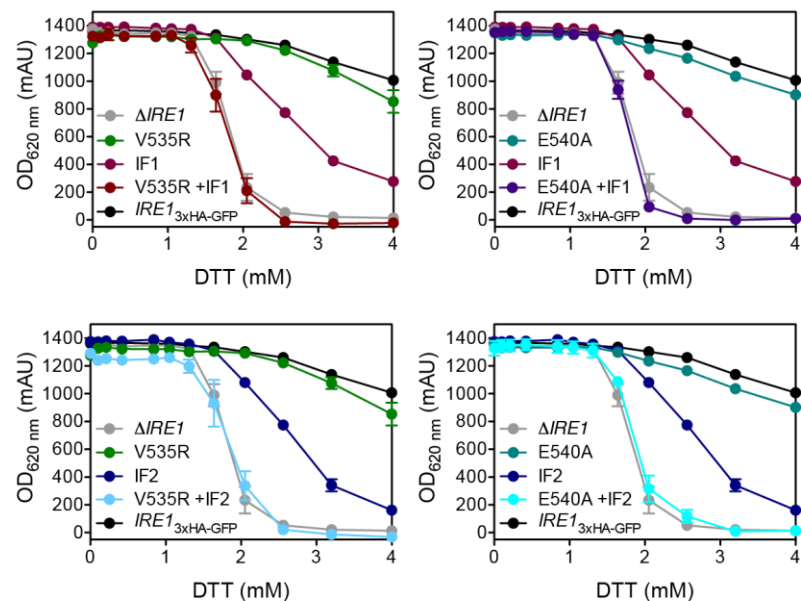 OD620 nm (mAU)
1400
1200
1000
800
600
400
200
0
ΔIRE1
V535R
IF1
V535R +IF1
IRE13xHA-GFP
0
1
2
3
4
DTT (mM)
OD620 nm (mAU)
1400
1200
1000
800
600
400
200
0
ΔIRE1
E540A
IF1
E540A +IF1
IRE13xHA-GFP
0
1
2
3
4
DTT (mM)
OD620 nm (mAU)
1400
1200
1000
800
600
400
200
0
ΔIRE1
V535R
IF2
V535R +IF2
IRE13xHA-GFP
0
1
2
3
4
DTT (mM)
OD620 nm (mAU)
1400
1200
1000
800
600
400
200
0
ΔIRE1
E540A
IF2
E540A +IF2
IRE13xHA-GFP
0
1
2
3
4
DTT (mM)